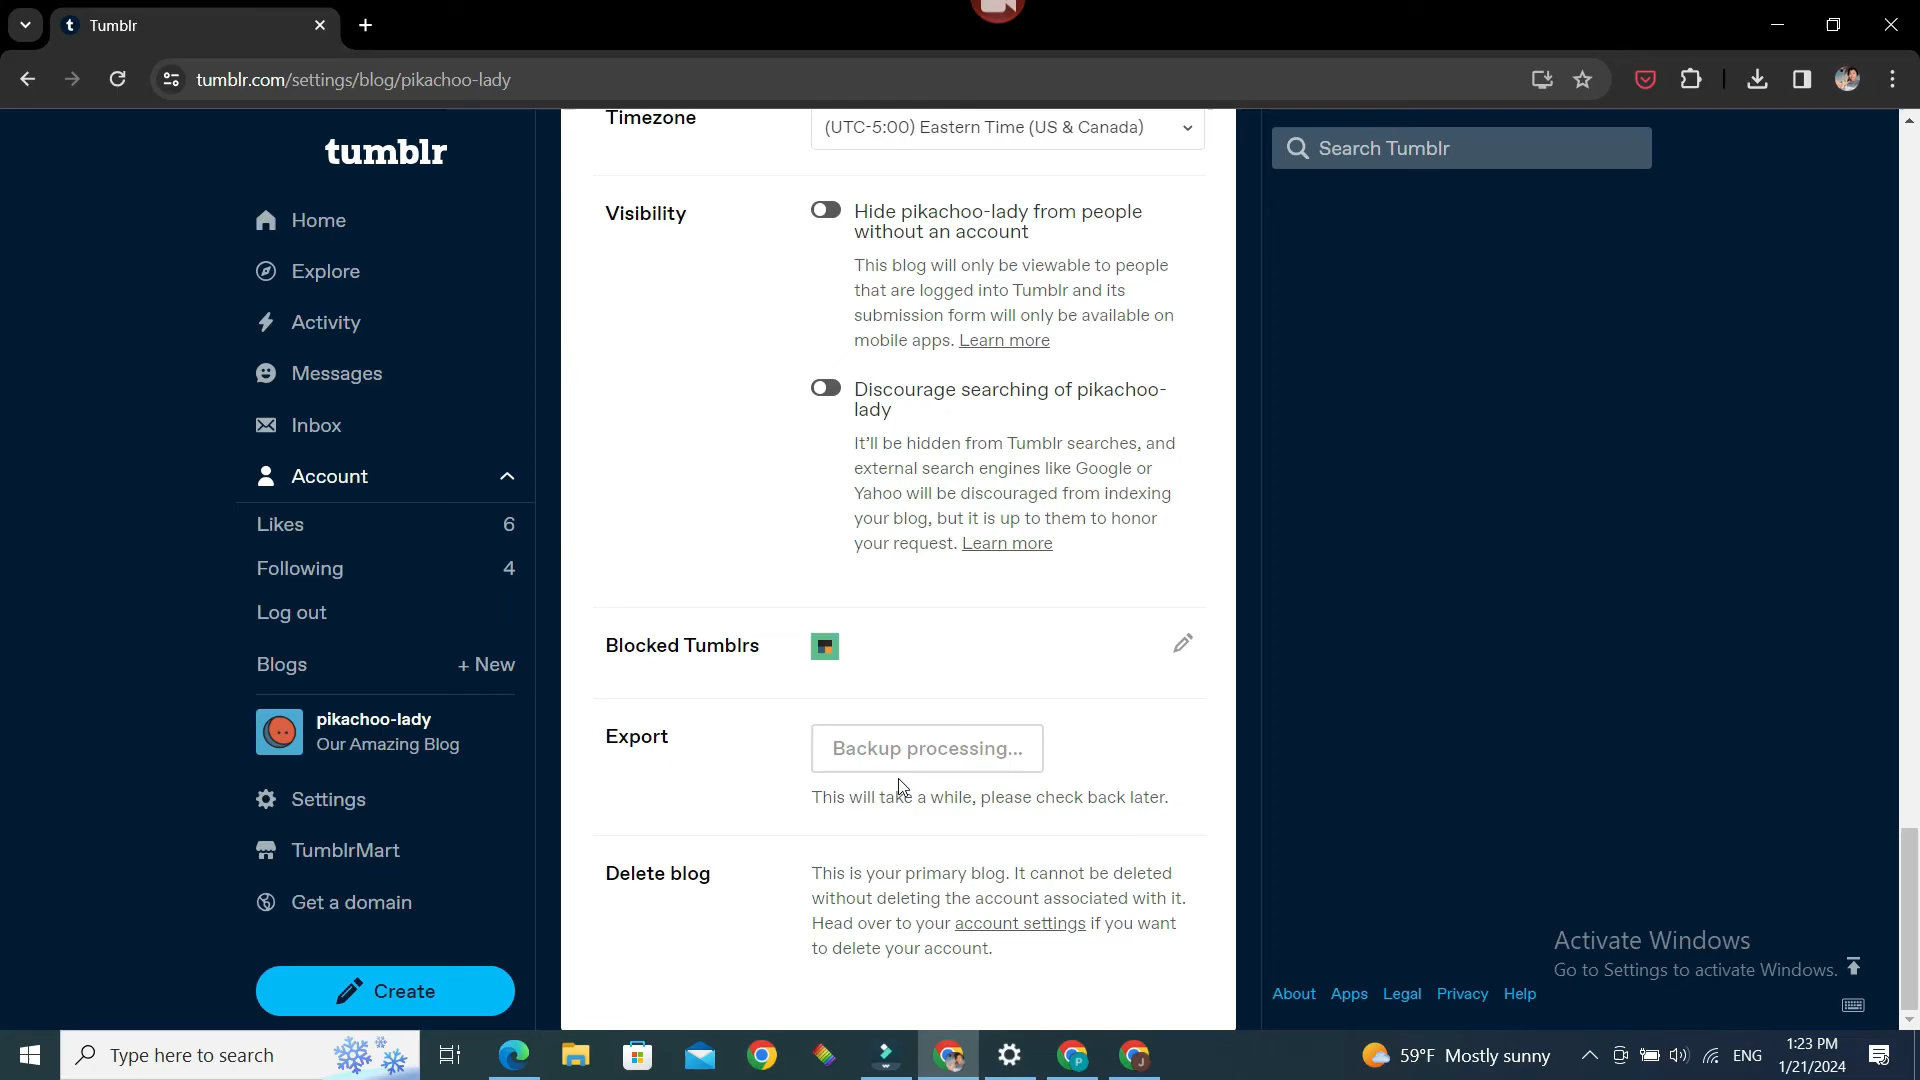 Tumblr
tumblr.com/settings/blog/pikachoo-lady
tumblr
Home
Explore
Activity
Messages
Inbox
Account
Likes 6
Following 4
Log out
Blogs + New
pikachoo-lady
Our Amazing Blog
Settings
TumblrMart
Get a domain
Create
Timezone (UTC-5:00) Eastern Time (US & Canada)
Visibility
Hide pikachoo-lady from people
without an account
This blog will only be viewable to people
that are logged into Tumblr and its
submission form will only be available on
mobile apps. Learn more
Discourage searching of pikachoo-
lady
It'll be hidden from Tumblr searches, and
external search engines like Google or
Yahoo will be discouraged from indexing
your blog, but it is up to them to honor
your request. Learn more
Blocked Tumblrs
Export
Backup processing...
This will take a while, please check back later.
Delete blog
This is your primary blog. It cannot be deleted
without deleting the account associated with it.
Head over to your account settings if you want
to delete your account.
Search Tumblr
Activate Windows
Go to Settings to activate Windows.
About Apps Legal Privacy Help
Type here to search
59°F Mostly sunny
ENG
1:23 PM
1/21/2024